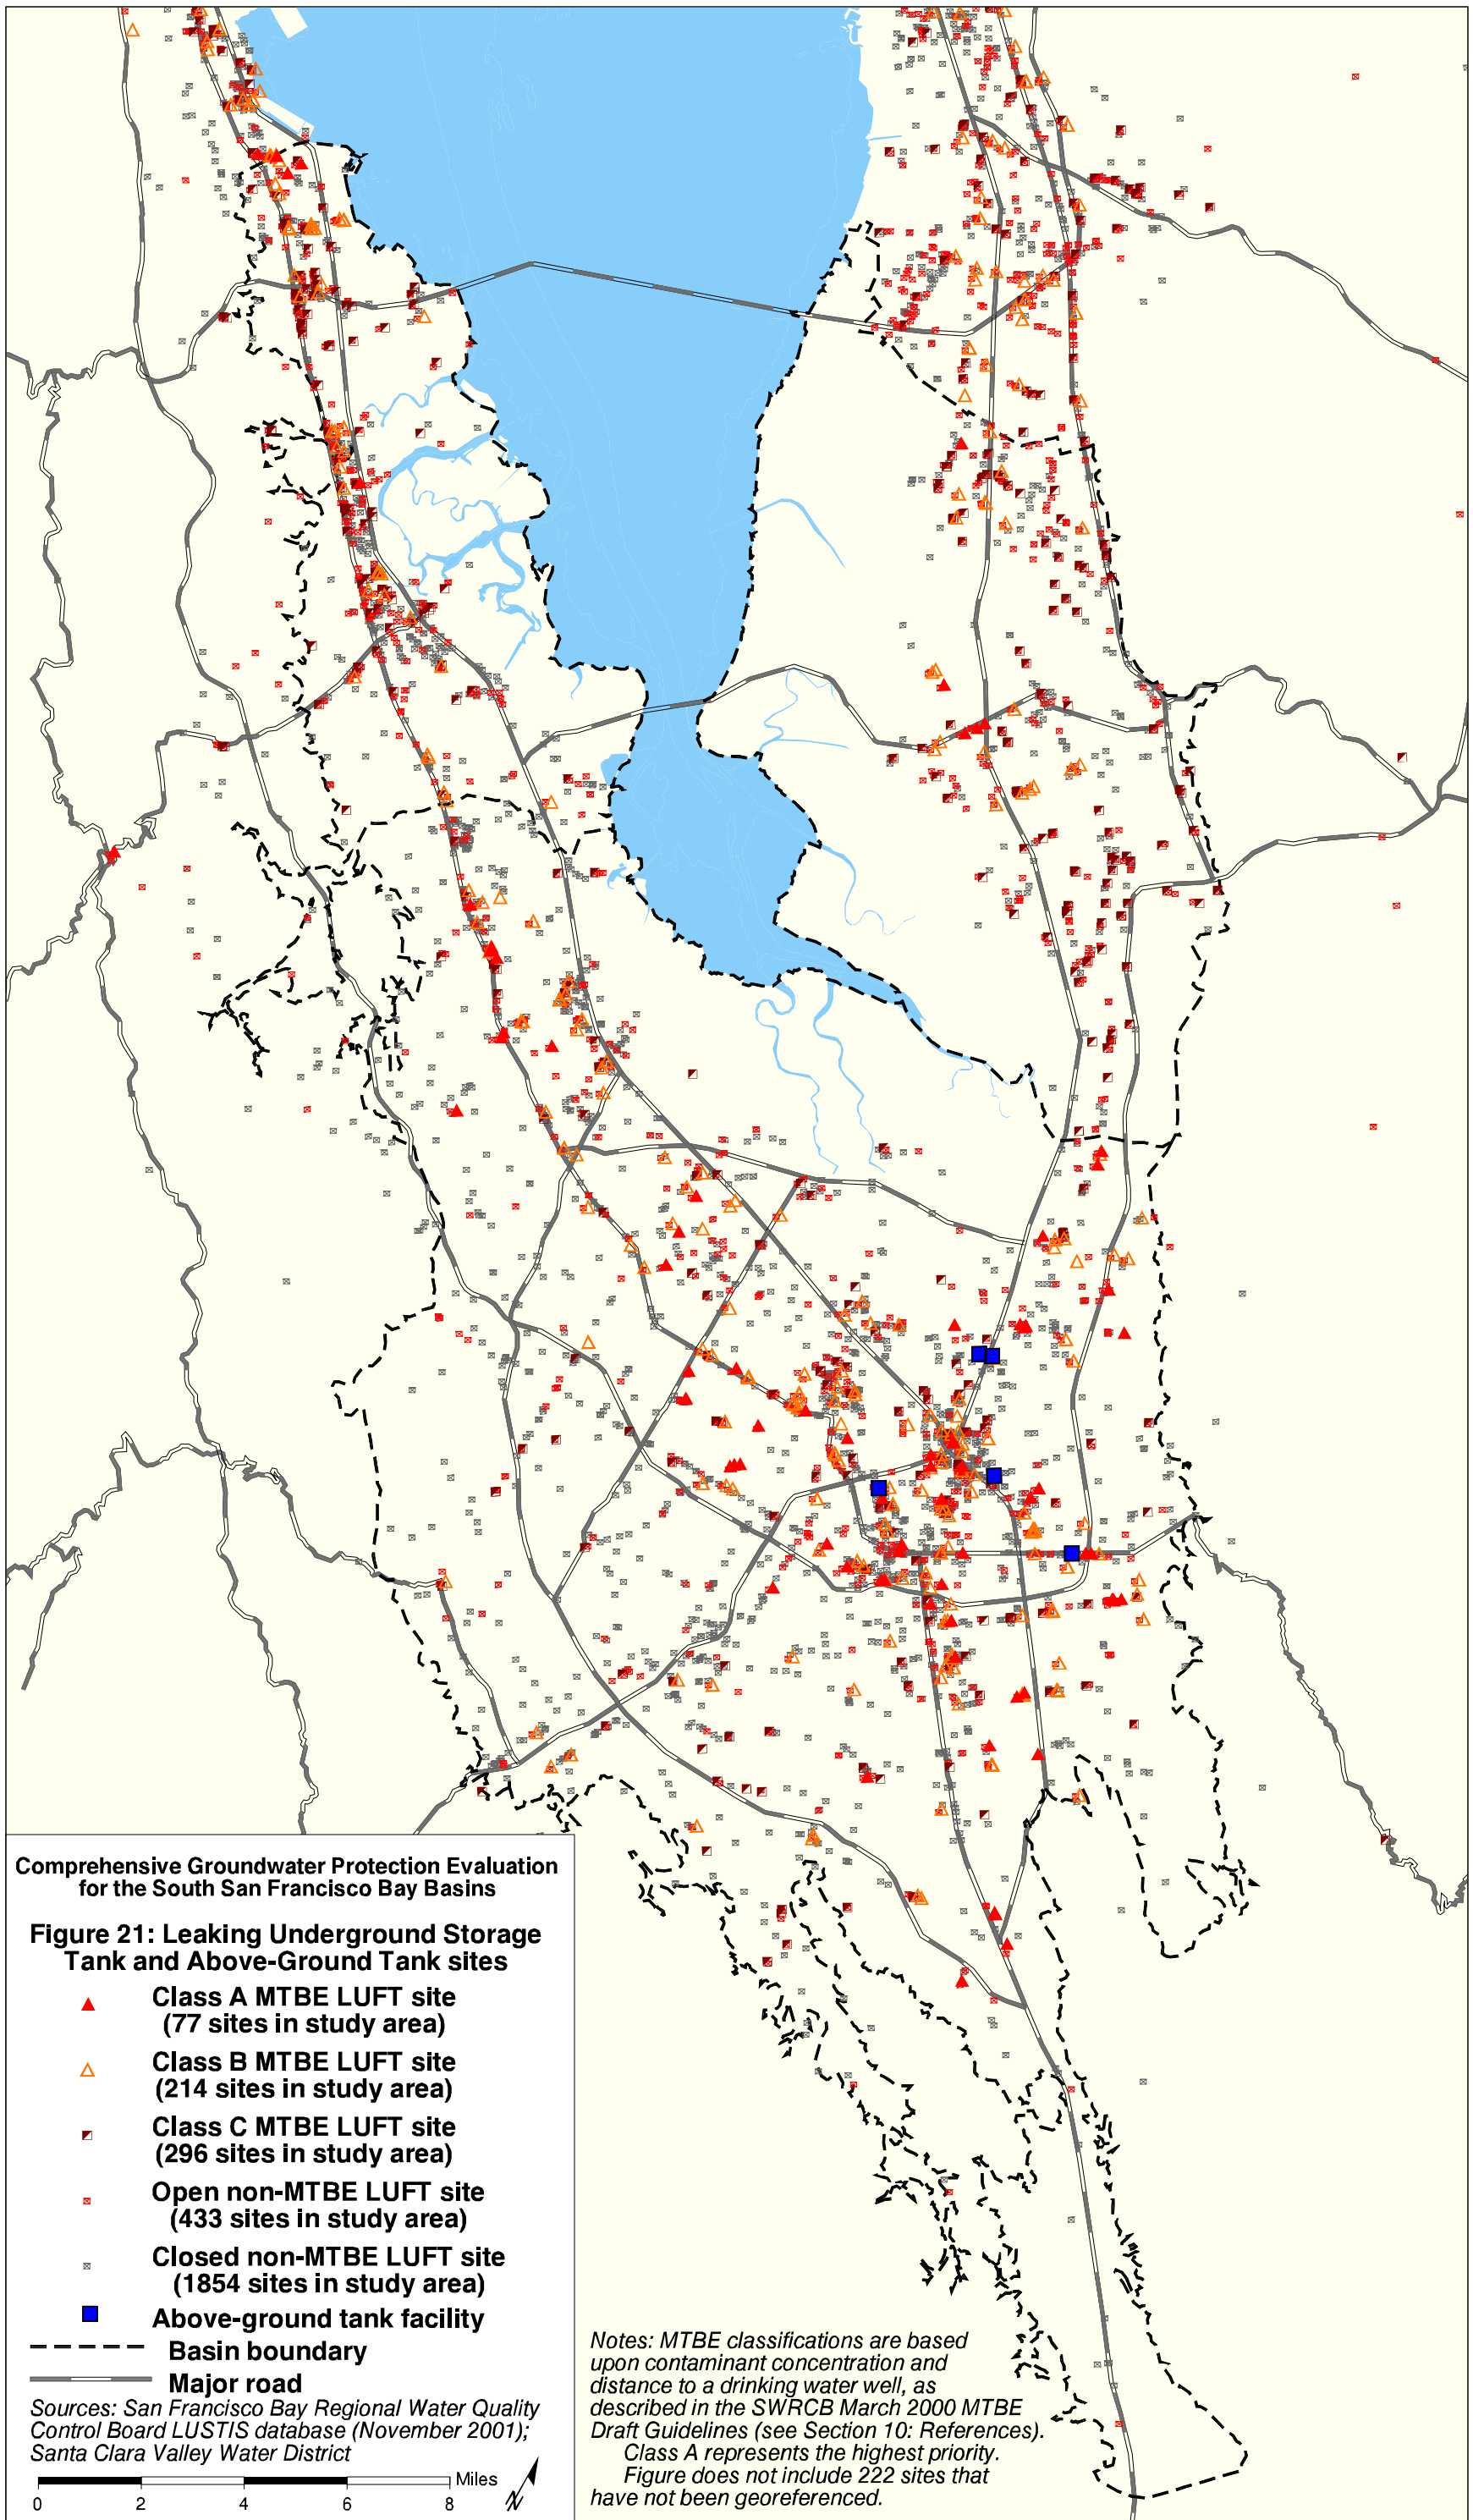 Comprehensive Groundwater Protection Evaluation
for the South San Francisco Bay Basins
Figure 21: Leaking Underground Storage
Tank and Above-Ground Tank sites
Class A MTBE LUFT site
(77 sites in study area)
Class B MTBE LUFT site
(214 sites in study area)
Class C MTBE LUFT site
(296 sites in study area)
Open non-MTBE LUFT site
(433 sites in study area)
Closed non-MTBE LUFT site
(1854 sites in study area)
Above-ground tank facility
Basin boundary
Major road
Sources: San Francisco Bay Regional Water Quality
Control Board LUSTIS database (November 2001);
Santa Clara Valley Water District
Miles
0 2 4 6 8
N
Notes: MTBE classifications are based
upon contaminant concentration and
distance to a drinking water well, as
described in the SWRCB March 2000 MTBE
Draft Guidelines (see Section 10: References).
Class A represents the highest priority.
Figure does not include 222 sites that
have not been georeferenced.